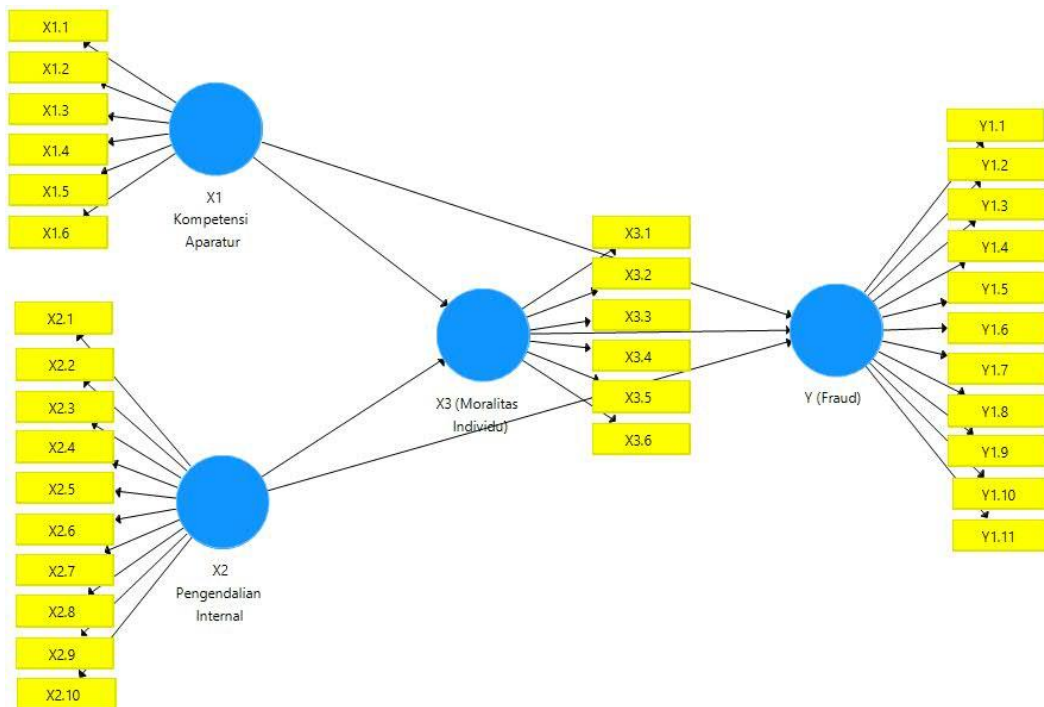 X1.1
X1.2
X1.3
X1.4
X1.5
X1.6
X1
Kompetensi
Aparatur
X2.1
X2.2
X2.3
X2.4
X2.5
X2.6
X2.7
X2.8
X2.9
X2.10
X2
Pengendalian
Internal
X3 (Moralitas
Individu)
X3.1
X3.2
X3.3
X3.4
X3.5
X3.6
Y (Fraud)
Y1.1
Y1.2
Y1.3
Y1.4
Y1.5
Y1.6
Y1.7
Y1.8
Y1.9
Y1.10
Y1.11